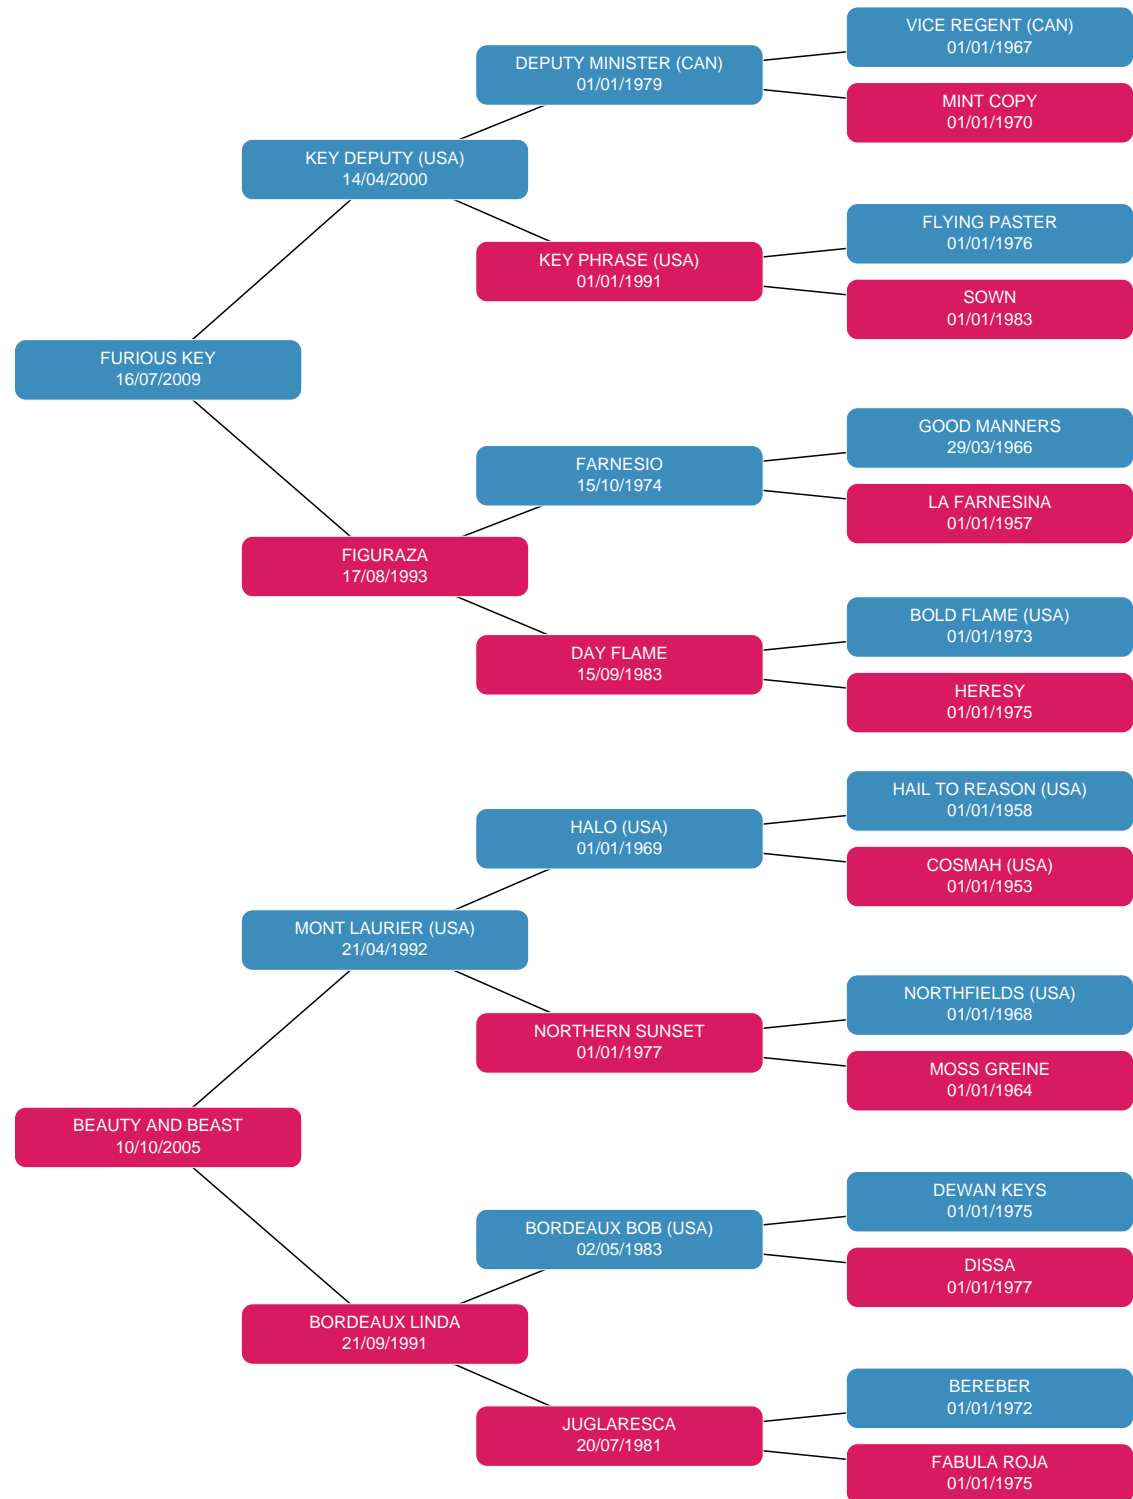 VICE REGENT (CAN)
01/01/1967
DEPUTY MINISTER (CAN)
01/01/1979
MINT COPY
01/01/1970
KEY DEPUTY (USA)
14/04/2000
FLYING PASTER
01/01/1976
KEY PHRASE (USA)
01/01/1991
SOWN
01/01/1983
FURIOUS KEY
16/07/2009
GOOD MANNERS
29/03/1966
FARNESIO
15/10/1974
LA FARNESINA
01/01/1957
FIGURAZA
17/08/1993
BOLD FLAME (USA)
01/01/1973
DAY FLAME
15/09/1983
HERESY
01/01/1975
HAIL TO REASON (USA)
01/01/1958
HALO (USA)
01/01/1969
COSMAH (USA)
01/01/1953
MONT LAURIER (USA)
21/04/1992
NORTHFIELDS (USA)
01/01/1968
NORTHERN SUNSET
01/01/1977
MOSS GREINE
01/01/1964
BEAUTY AND BEAST
10/10/2005
DEWAN KEYS
01/01/1975
BORDEAUX BOB (USA)
02/05/1983
DISSA
01/01/1977
BORDEAUX LINDA
21/09/1991
BEREBER
01/01/1972
JUGLARESCA
20/07/1981
FABULA ROJA
01/01/1975